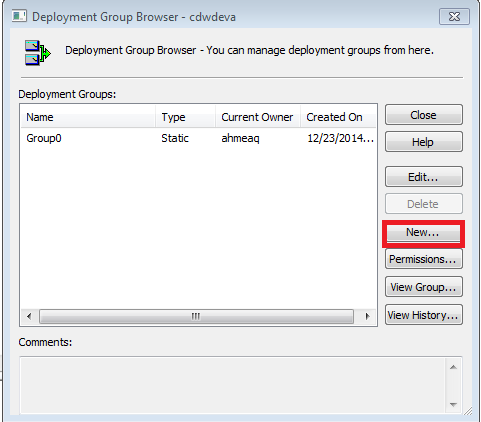 Deployment Group Browser - cdwdeva
Deployment Group Browser - You can manage deployment groups from here.
Deployment Groups:
Name Type Current Owner Created On
Group0 Static ahmeaq 12/23/2014...
Close
Help
Edit...
Delete
New...
Permissions...
View Group...
View History...
Comments: